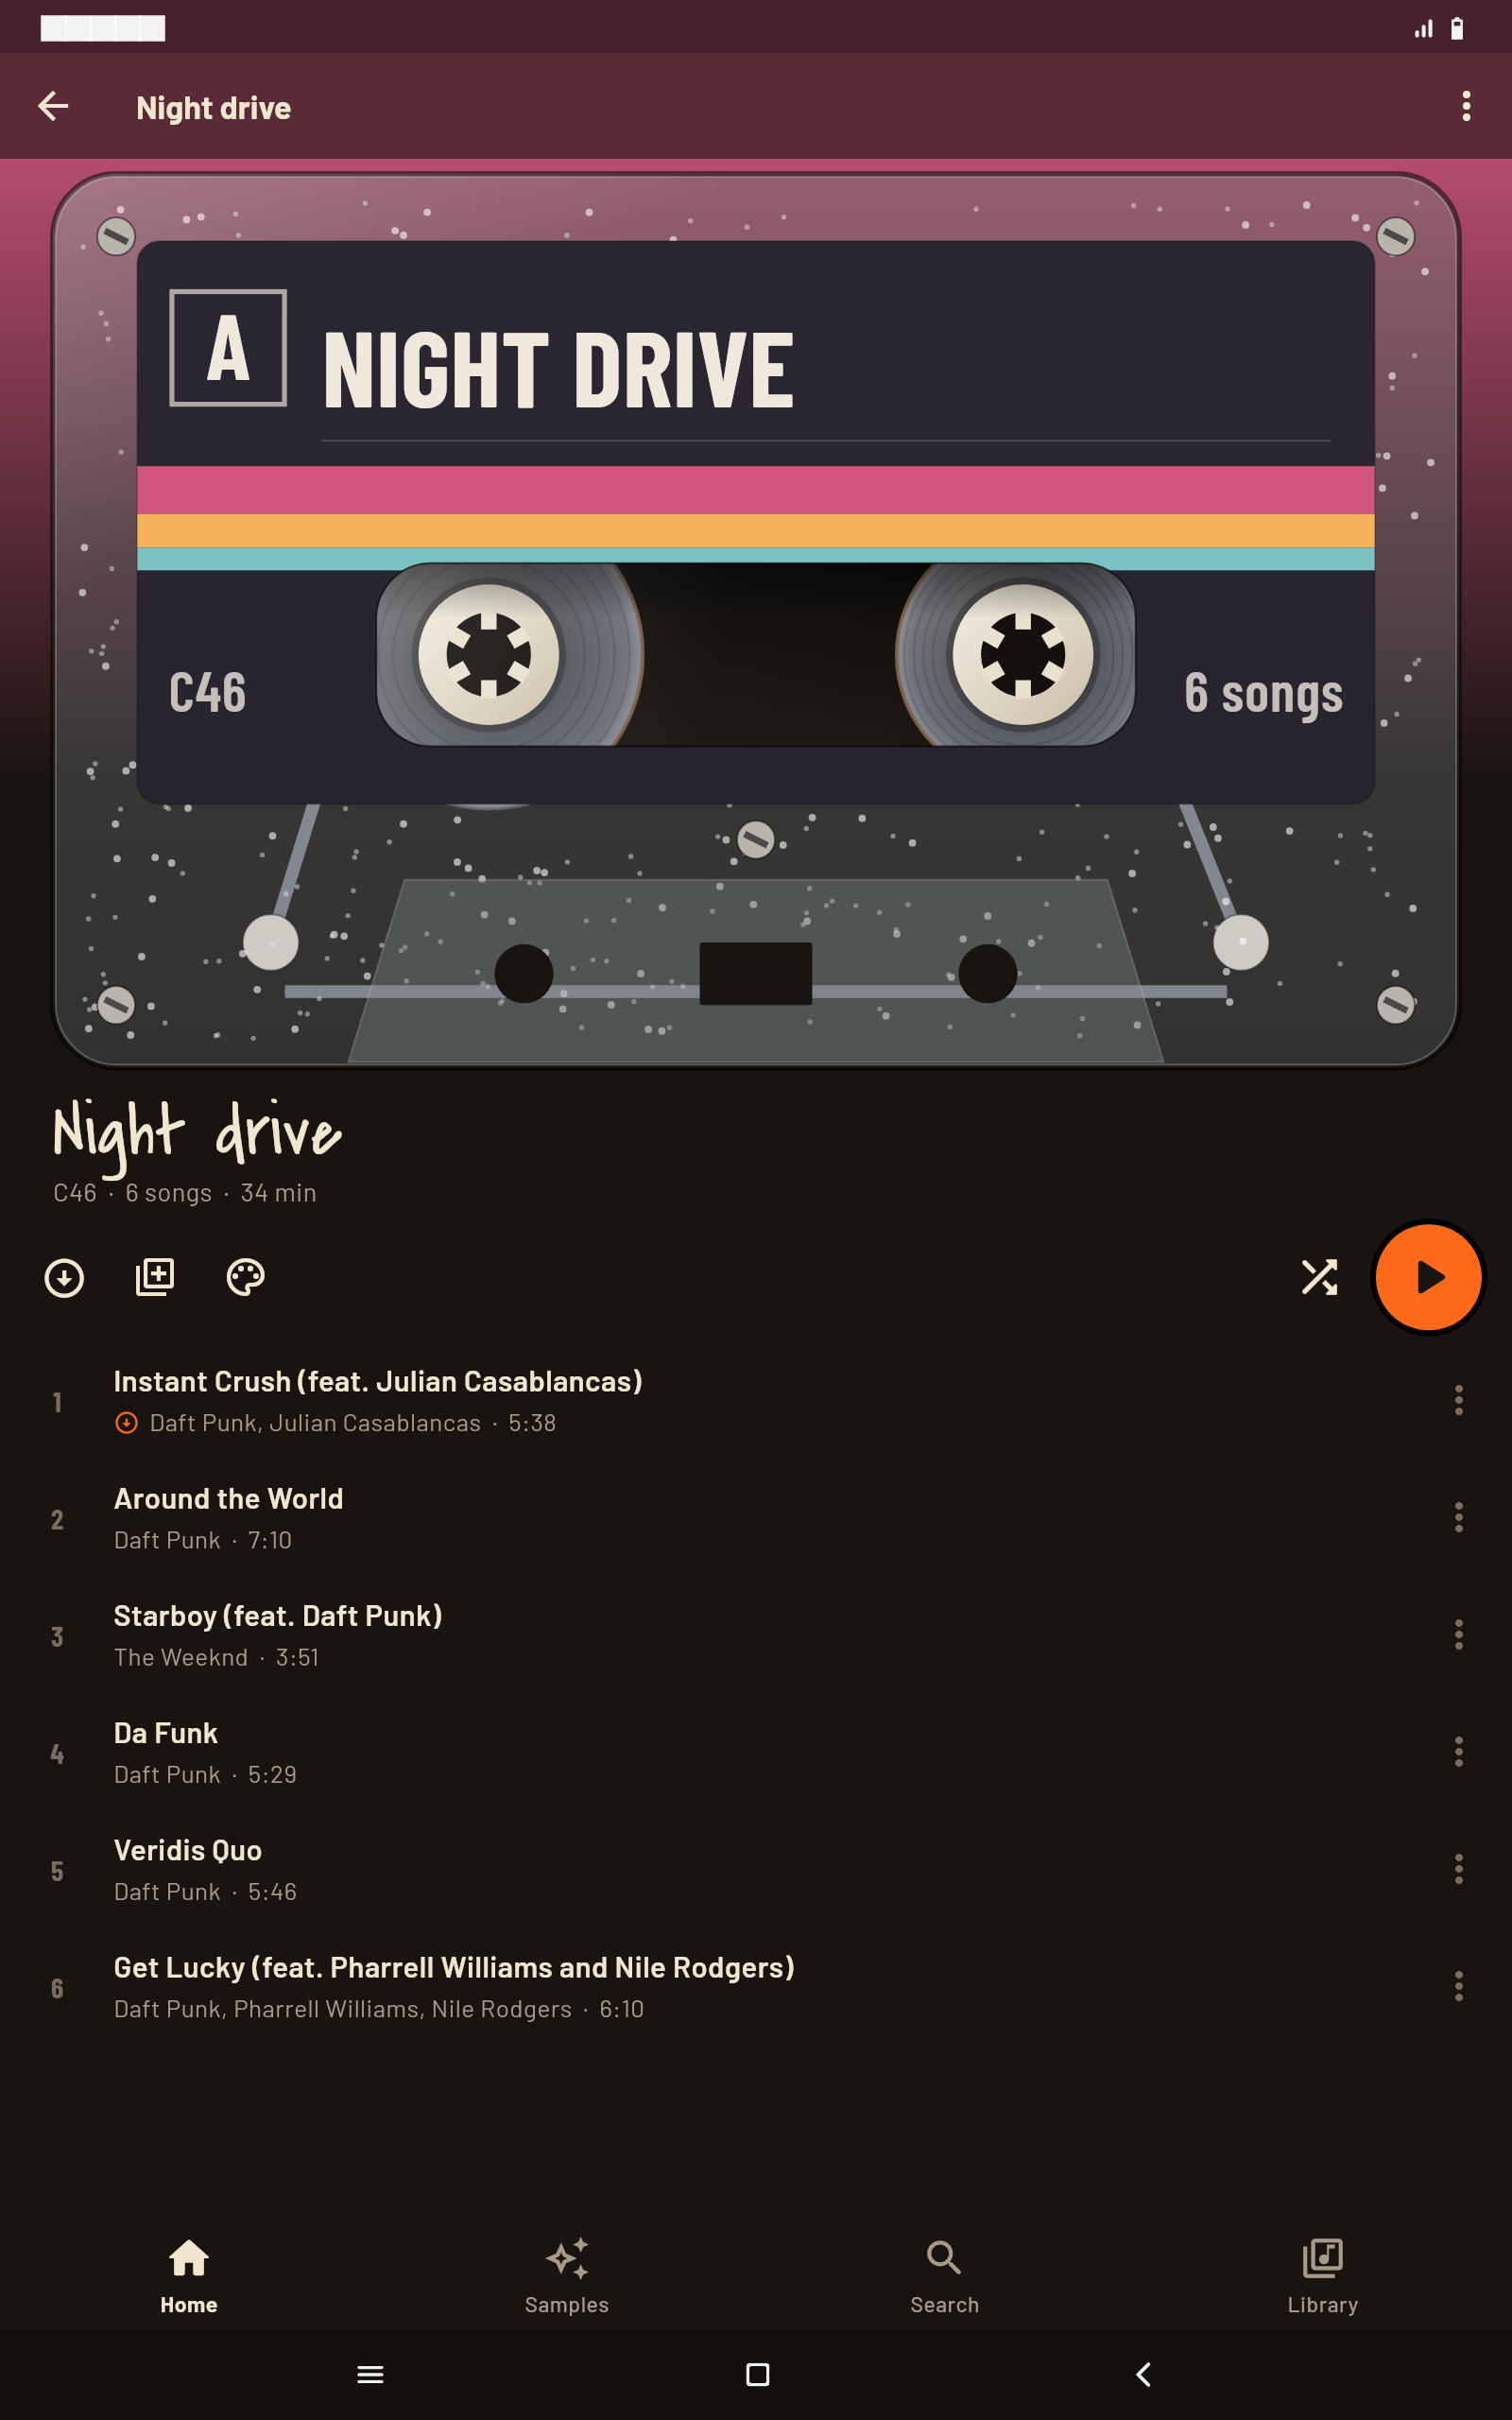 Night drive
A
NIGHT DRIVE
C46
6 songs
Night drive
C46 · 6 songs · 34 min
1
Instant Crush (feat. Julian Casablancas)
Daft Punk, Julian Casablancas · 5:38
2
Around the World
Daft Punk · 7:10
3
Starboy (feat. Daft Punk)
The Weeknd · 3:51
4
Da Funk
Daft Punk · 5:29
5
Veridis Quo
Daft Punk · 5:46
6
Get Lucky (feat. Pharrell Williams and Nile Rodgers)
Daft Punk, Pharrell Williams, Nile Rodgers · 6:10
Home
Samples
Search
Library